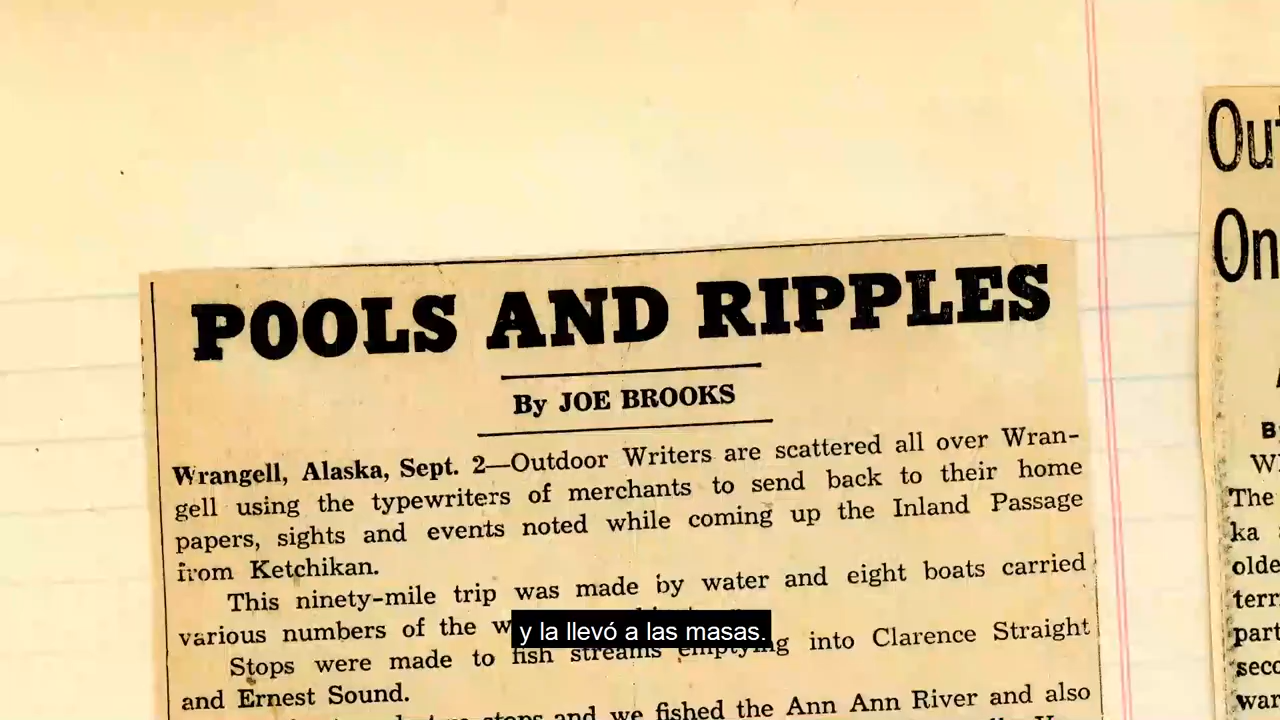 POOLS AND RIPPLES
By JOE BROOKS
Wrangell, Alaska, Sept. 2—Outdoor Writers are scattered all over Wran-
gell using the typewriters of merchants to send back to their home
papers, sights and events noted while coming up the Inland Passage
from Ketchikan.
This ninety-mile trip was made by water and eight boats carried
various numbers of the
Stops were made to fish streams emptying into Clarence Straight
and Ernest Sound.
stops and we fished the Ann Ann River and also
y la llevó a las masas.
Ou
On
B
W
The
ka
olde
terr
part
seco
war